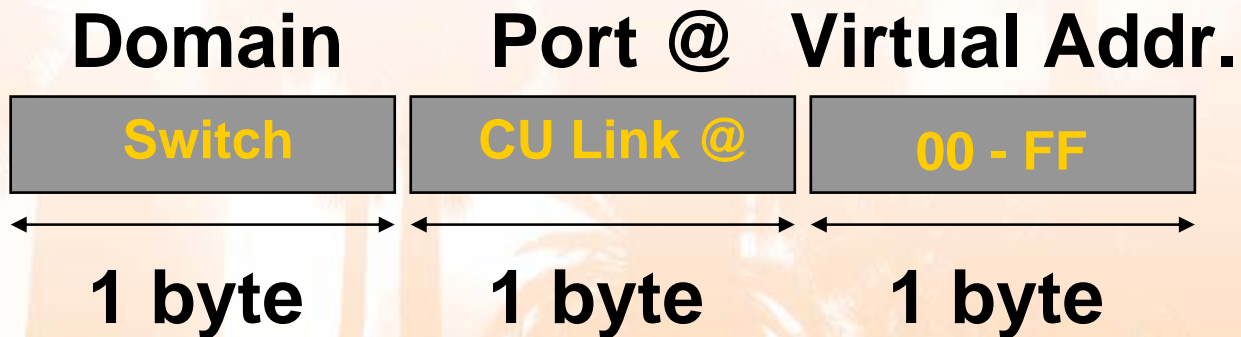 Domain Port @ Virtual Addr.
Switch CU Link @ 00 - FF
1 byte 1 byte 1 byte